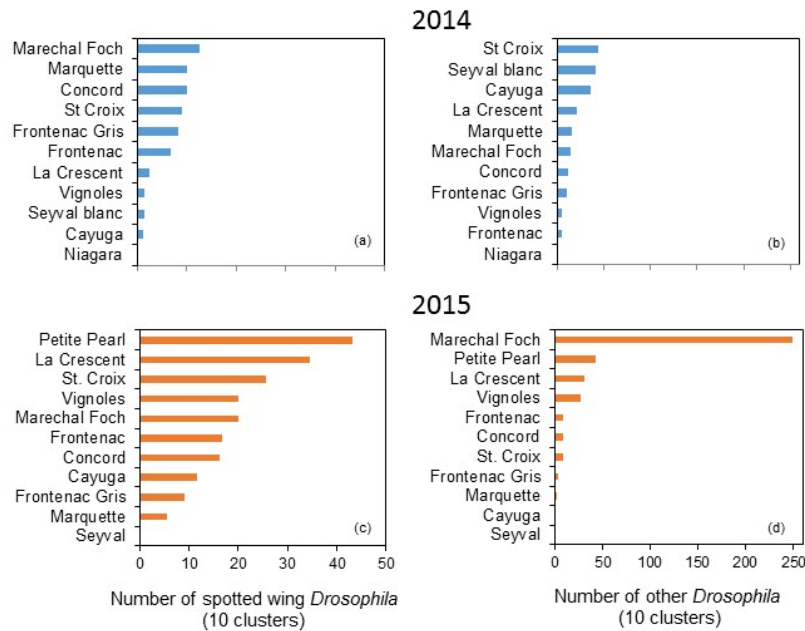 2014
Marechal Foch
Marquette
Concord
St Croix
Frontenac Gris
Frontenac
La Crescent
Vignoles
Seyval blanc
Cayuga
Niagara
(a)
St Croix
Seyval blanc
Cayuga
La Crescent
Marquette
Marechal Foch
Concord
Frontenac Gris
Vignoles
Frontenac
(b)
2015
Petite Pearl
La Crescent
St. Croix
Vignoles
Marechal Foch
Frontenac
Concord
Cayuga
Frontenac Gris
Marquette
Seyval
(c)
0 10 20 30 40 50
Number of spotted wing Drosophila
(10 clusters)
Marechal Foch
Petite Pearl
La Crescent
Vignoles
Frontenac
Concord
St. Croix
Frontenac Gris
Marquette
Cayuga
Seyval
(d)
0 50 100 150 200 250
Number of other Drosophila
(10 clusters)